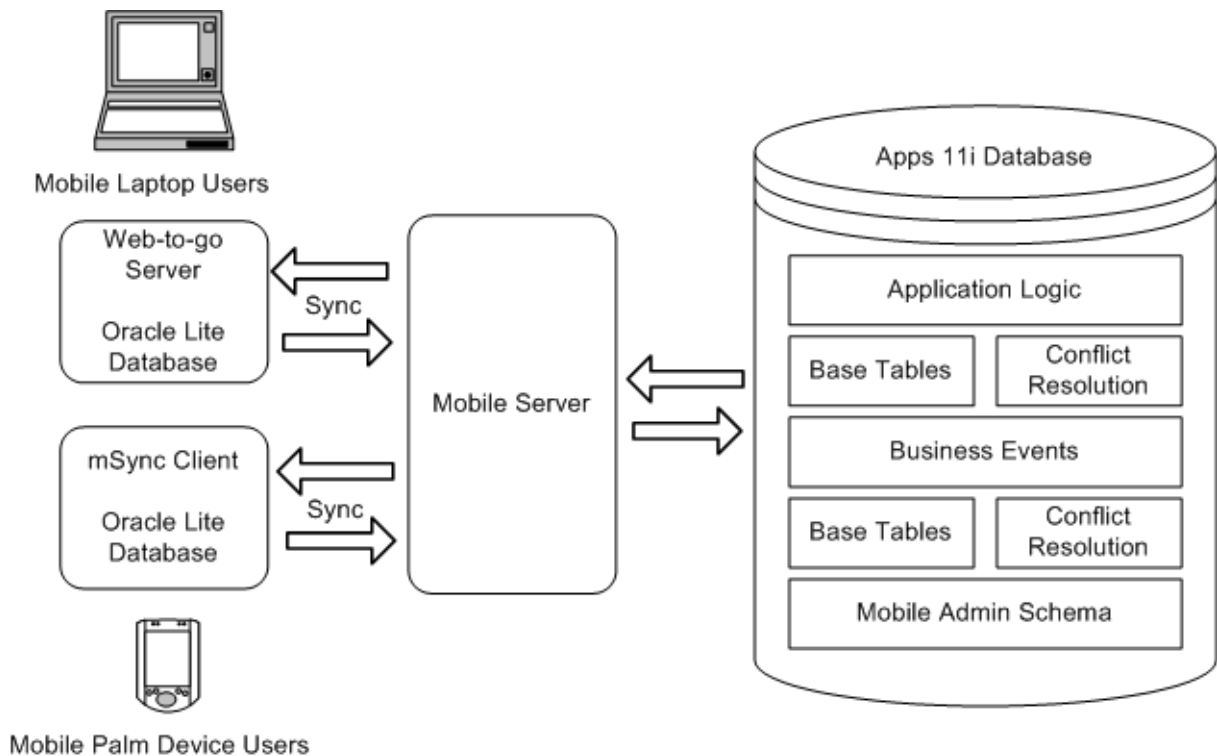 Mobile Laptop Users
Web-to-go
Server
Oracle Lite
Database
Sync
mSync Client
Oracle Lite
Database
Sync
Mobile Palm Device Users
Mobile Server
Apps 11i Database
Application Logic
Base Tables
Conflict
Resolution
Business Events
Base Tables
Conflict
Resolution
Mobile Admin Schema